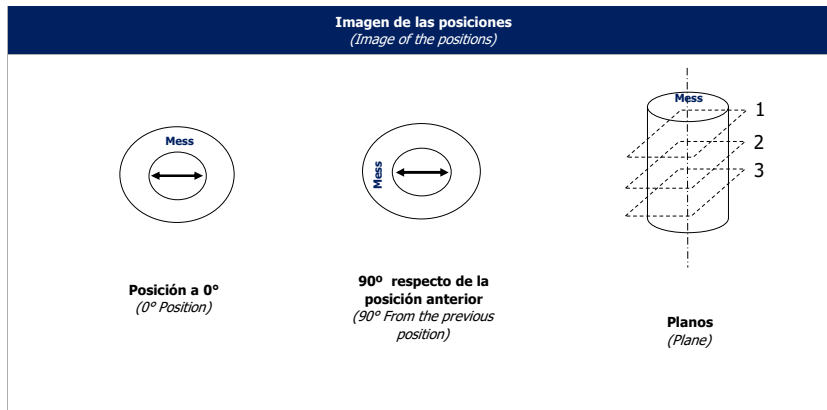 Imagen de las posiciones
(Image of the positions)
Mess
Posición a 0°
(0° Position)
Mess
90º respecto de la
posición anterior
(90° From the previous
position)
Mess
1
2
3
Planos
(Plane)